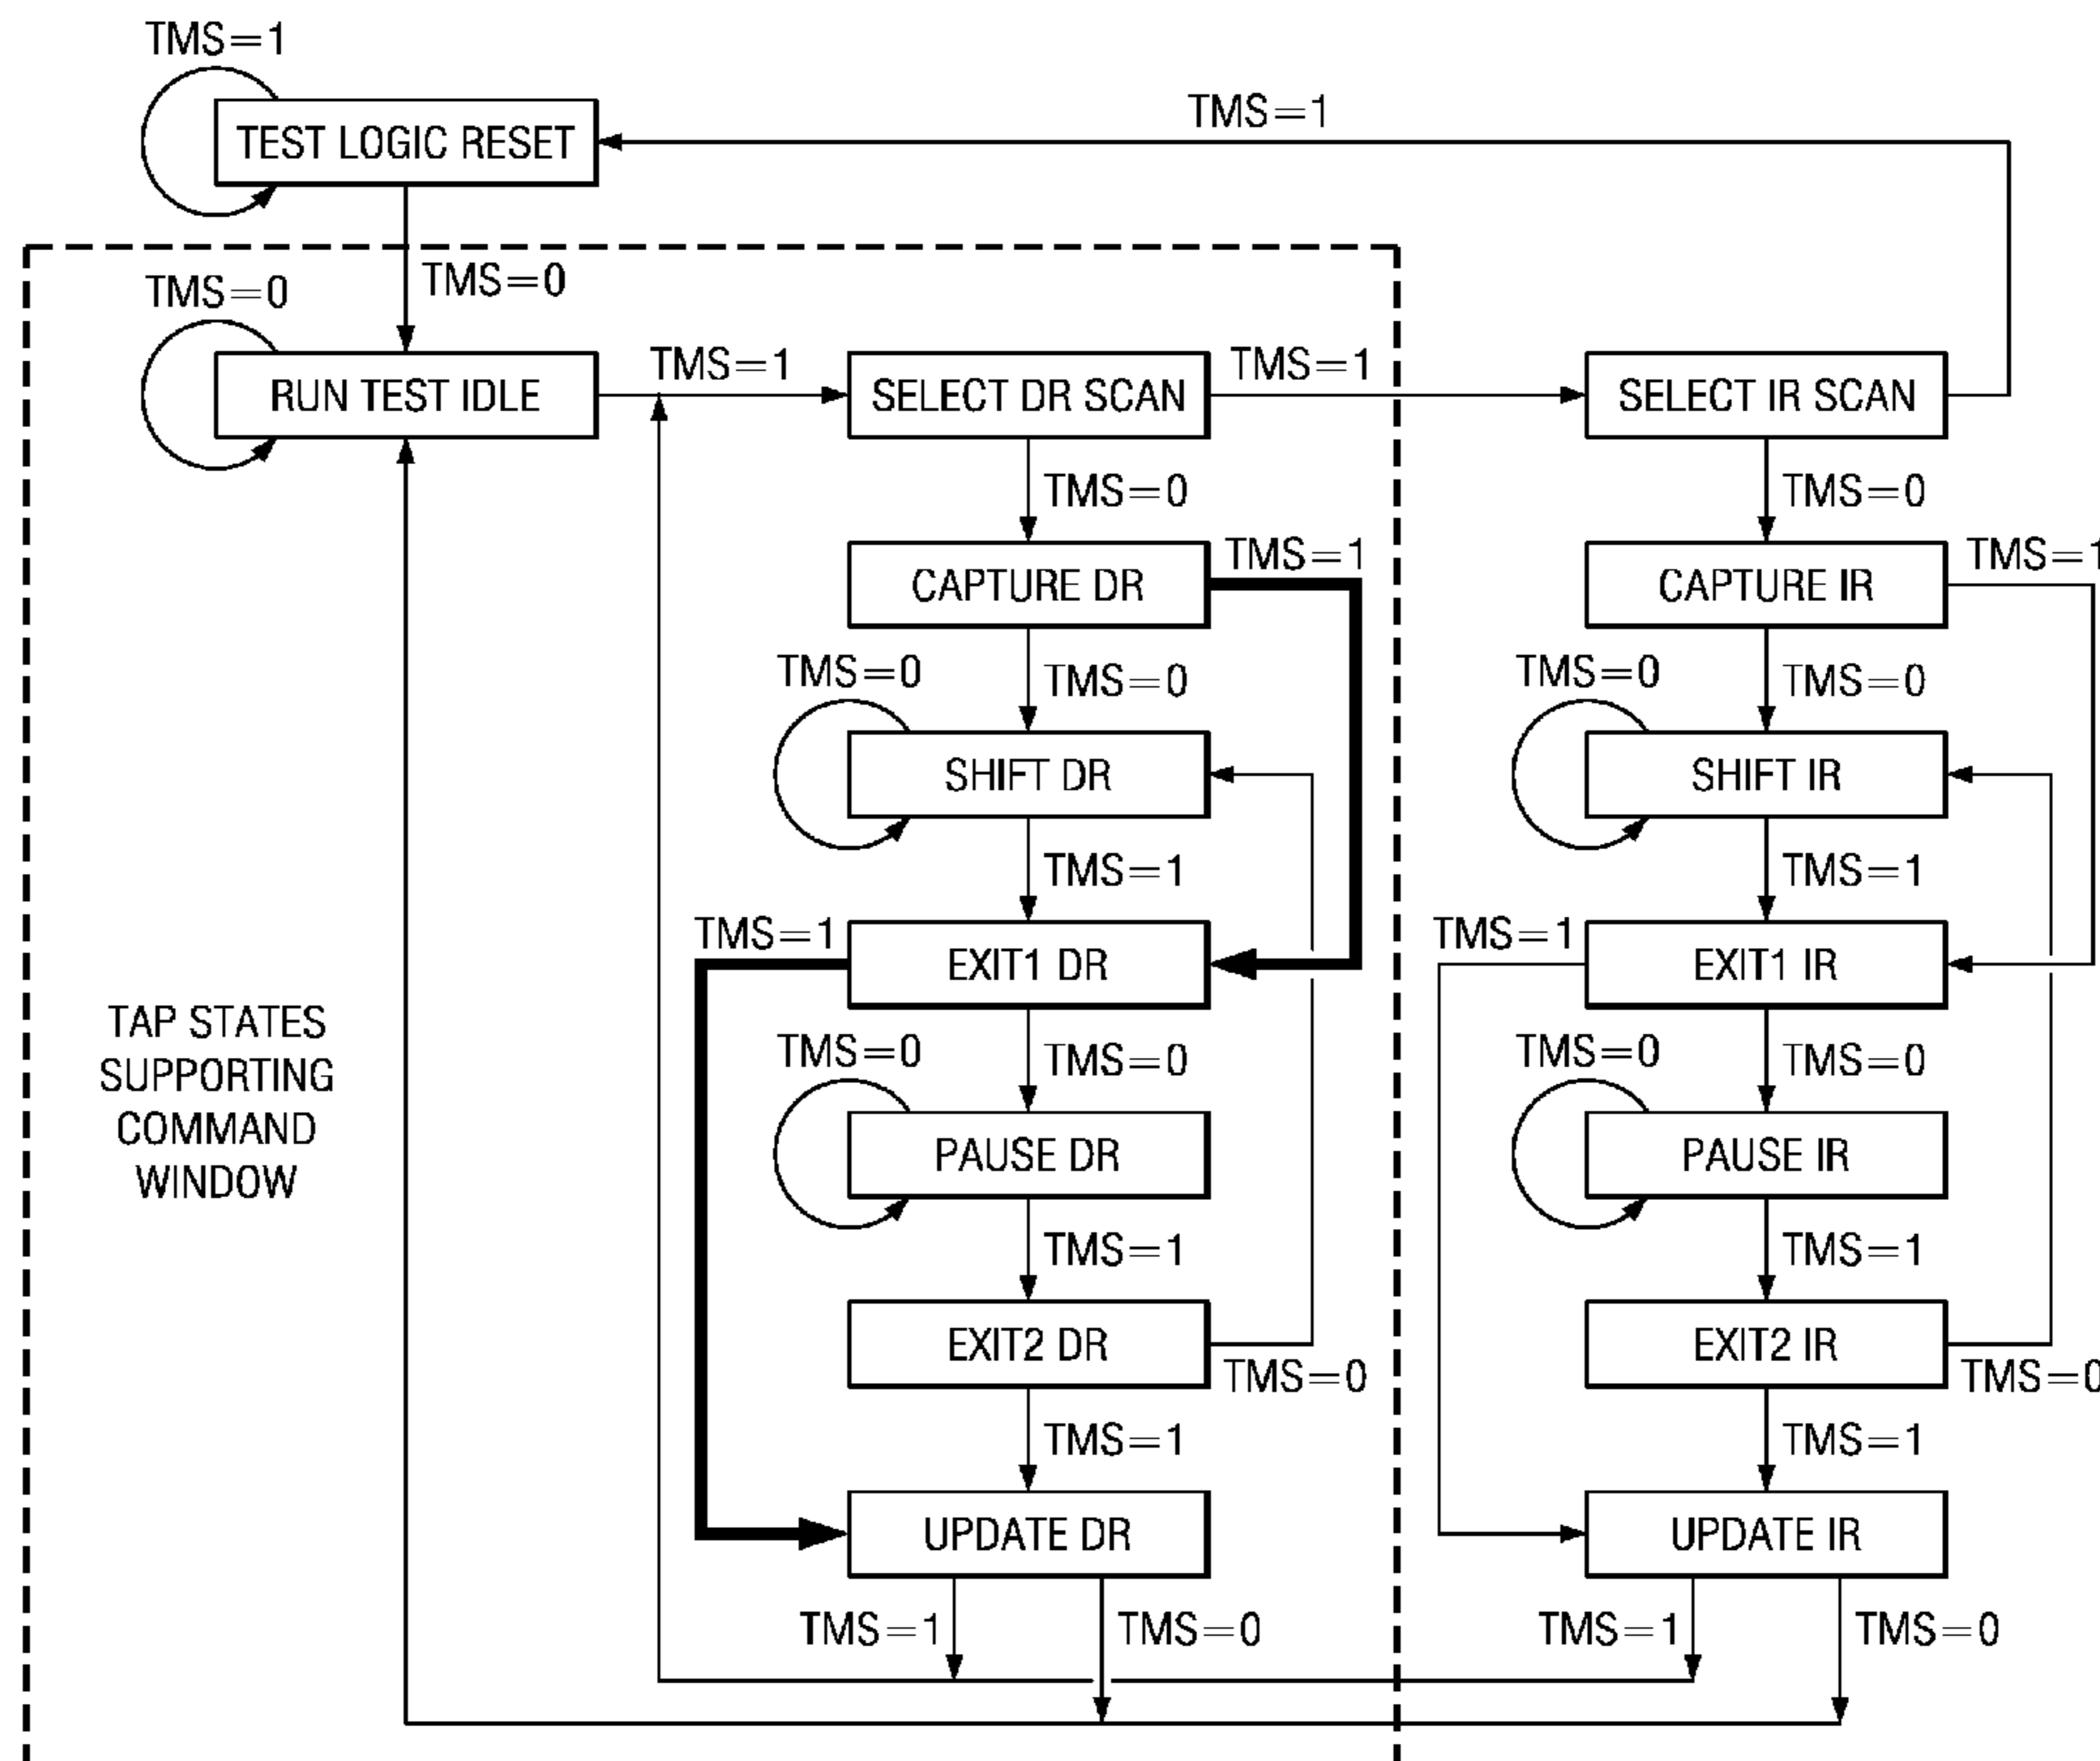 TMS=1
TMS=1
TEST LOGIC RESET
TMS=0
TMS=0
RUN TEST IDLE
TMS=1
SELECT DR SCAN
TMS=1
SELECT IR SCAN
TMS=0
TMS=0
TMS=1
TMS=1
CAPTURE DR
CAPTURE IR
TMS=0
TMS=0
TMS=0
TMS=0
SHIFT DR
SHIFT IR
TMS=1
TMS=1
TMS=1
TMS=1
EXIT1 DR
EXIT1 IR
TAP STATES
SUPPORTING
COMMAND
WINDOW
TMS=0
TMS=0
TMS=0
TMS=0
PAUSE DR
PAUSE IR
TMS=1
TMS=1
EXIT2 DR
EXIT2 IR
TMS=0
TMS=0
TMS=1
TMS=1
UPDATE DR
UPDATE IR
TMS=1
TMS=0
TMS=1
TMS=0